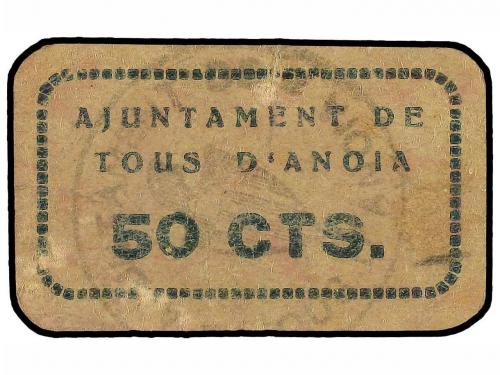 AJUNTAMENT DE
TOUS D'ANOIA
50 CTS.